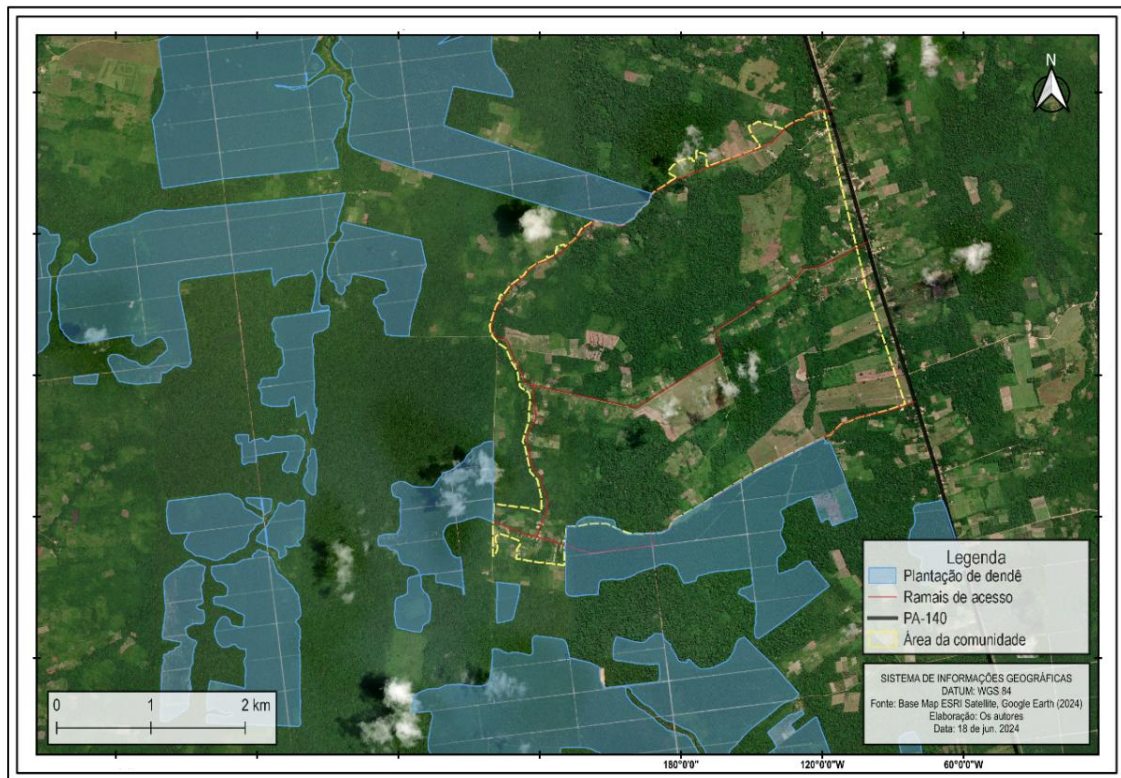 N
Legenda
Plantação de dendê
Ramais de acesso
PA-140
Área da comunidade
SISTEMA DE INFORMAÇÕES GEOGRÁFICAS
DATUM: WGS 84
Fonte: Base Map ESRI Satellite, Google Earth (2024)
Elaboração: Os autores
Data: 18 de jun. 2024
0 1 2 km
180°0'0" 120°0'0"W 60°0'0"W